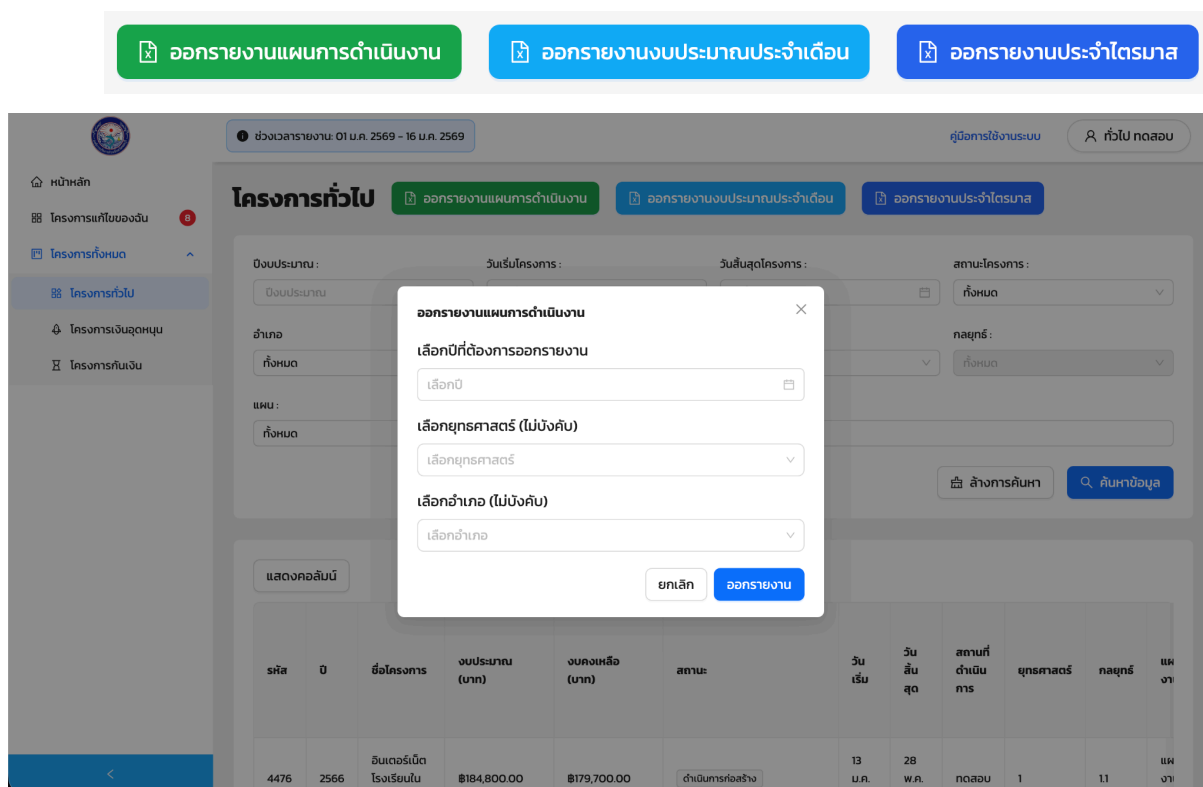 ออกรายงานแผนการดำเนินงาน ออกรายงานงบประมาณประจำเดือน ออกรายงานประจำไตรมาส
ช่วงเวลารายงาน: 01 ม.ค. 2569 - 16 ม.ค. 2569 คู่มือการใช้งานระบบ ทั่วไป ทดสอบ
หน้าหลัก
โครงการแก้ไขของฉัน 8
โครงการทั้งหมด
โครงการทั่วไป
โครงการเงินอุดหนุน
โครงการกันเงิน
โครงการทั่วไป ออกรายงานแผนการดำเนินงาน ออกรายงานงบประมาณประจำเดือน ออกรายงานประจำไตรมาส
ปีงบประมาณ : วันเริ่มโครงการ : วันสิ้นสุดโครงการ : สถานะโครงการ :
ปีงบประมาณ ทั้งหมด
อำเภอ กลยุทธ์ :
ทั้งหมด ทั้งหมด
แผน :
ทั้งหมด
ล้างการค้นหา ค้นหาข้อมูล
ออกรายงานแผนการดำเนินงาน
เลือกปีที่ต้องการออกรายงาน
เลือกปี
เลือกยุทธศาสตร์ (ไม่บังคับ)
เลือกยุทธศาสตร์
เลือกอำเภอ (ไม่บังคับ)
เลือกอำเภอ
ยกเลิก ออกรายงาน
แสดงคอลัมน์
รหัส ปี ชื่อโครงการ งบประมาณ (บาท) งบคงเหลือ (บาท) สถานะ วันเริ่ม วันสิ้นสุด สถานที่ดำเนินการ ยุทธศาสตร์ กลยุทธ์
4476 2566 อินเตอร์เน็ตโรงเรียนใน ฿184,800.00 ฿179,700.00 ดำเนินการก่อสร้าง 13 ม.ค. 28 พ.ค. ทดสอบ 1 1.1